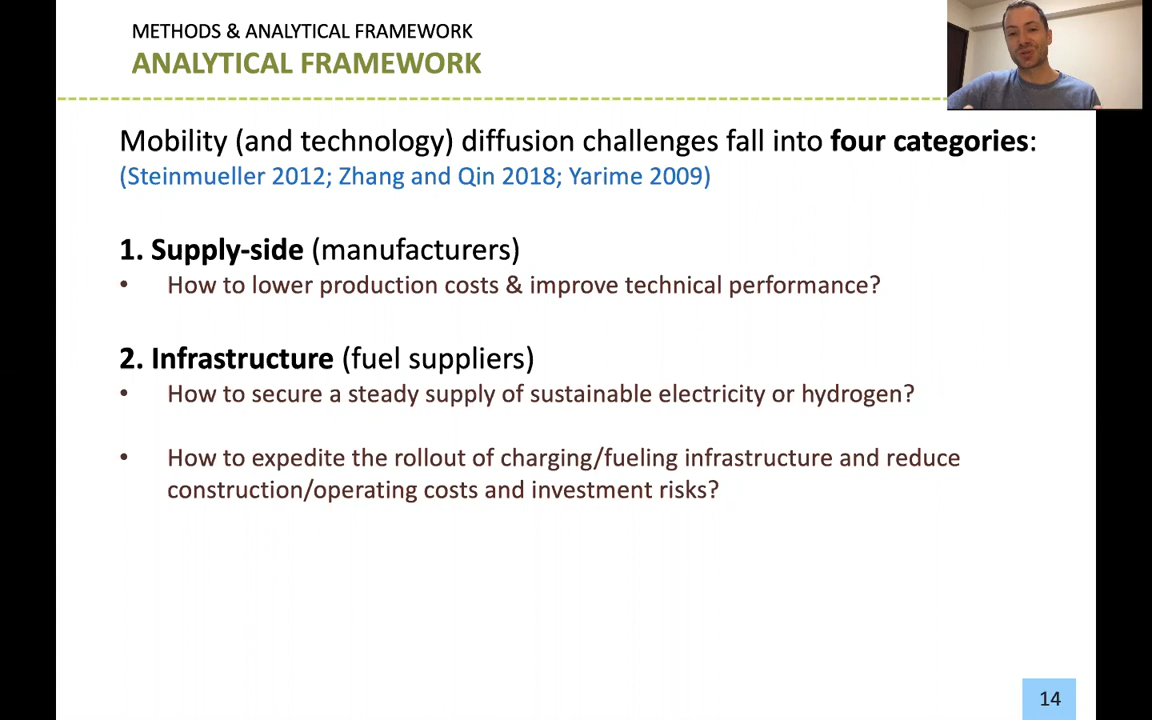 METHODS & ANALYTICAL FRAMEWORK
ANALYTICAL FRAMEWORK
Mobility (and technology) diffusion challenges fall into four categories:
(Steinmueller 2012; Zhang and Qin 2018; Yarime 2009)
1. Supply-side (manufacturers)
• How to lower production costs & improve technical performance?
2. Infrastructure (fuel suppliers)
• How to secure a steady supply of sustainable electricity or hydrogen?
• How to expedite the rollout of charging/fueling infrastructure and reduce
construction/operating costs and investment risks?
14